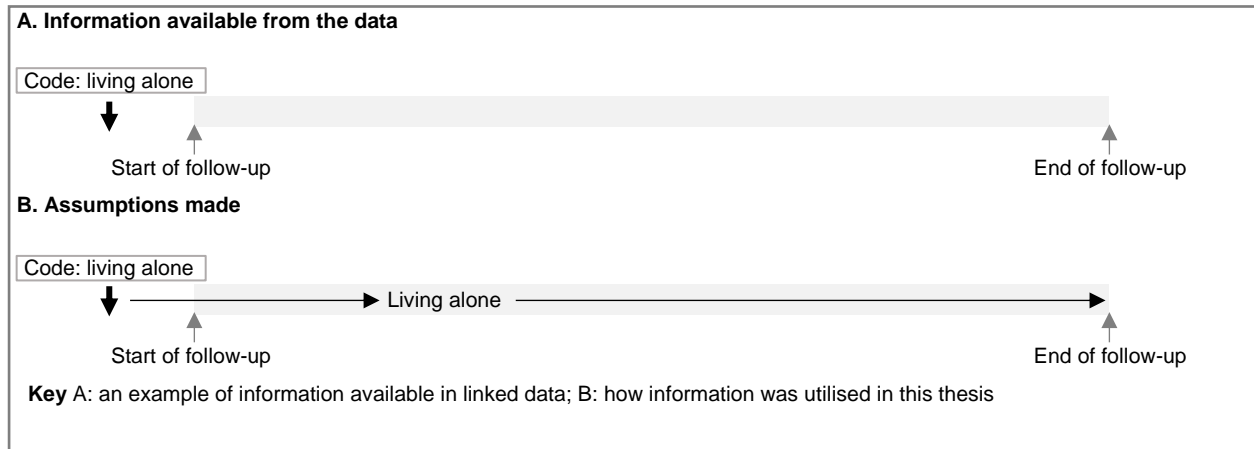 A. Information available from the data
Code: living alone
Start of follow-up
End of follow-up
B. Assumptions made
Code: living alone
Living alone
Start of follow-up
End of follow-up
Key A: an example of information available in linked data; B: how information was utilised in this thesis